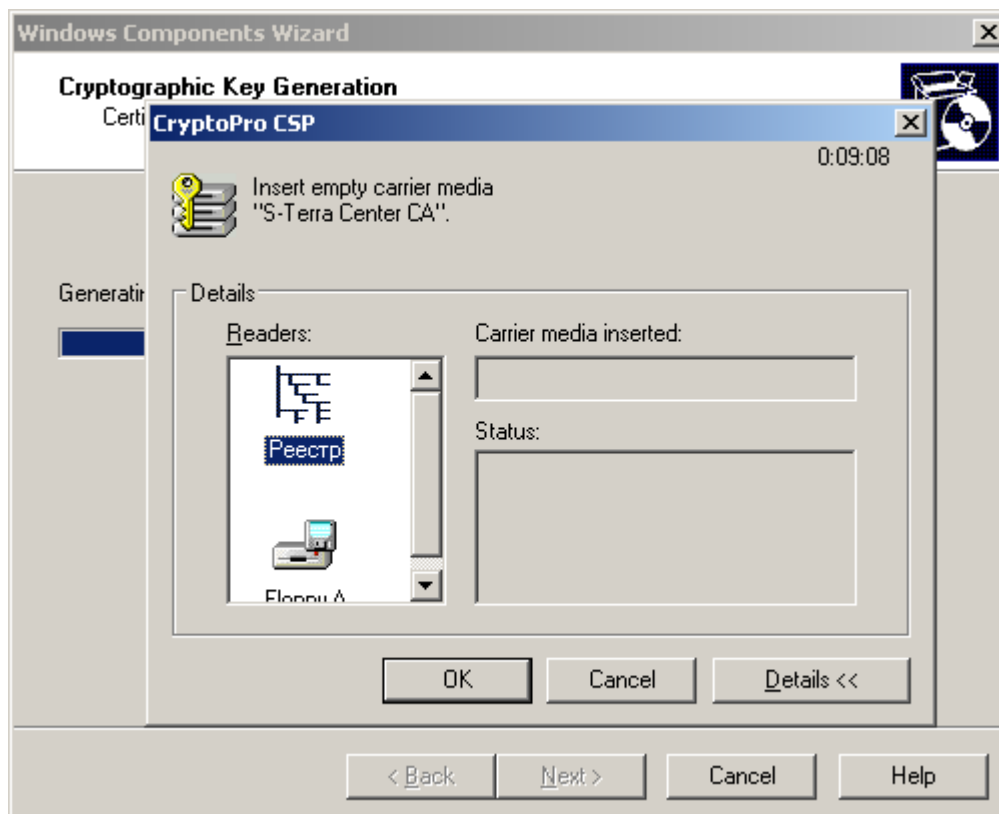 Windows Components Wizard
Cryptographic Key Generation
Certi
CryptoPro CSP
0:09:08
Insert empty carrier media
"S-Terra Center CA".
Generatin
Details
Readers:
Carrier media inserted:
Реестр
Status:
Floppy A
OK
Cancel
Details <<
< Back
Next >
Cancel
Help